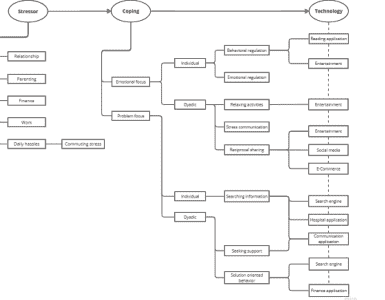 Stressor
Coping
Technology
Reading application
Relationship
Behavioral regulation
Individual
Entertainment
Parenting
Emotional focus
Emotional regulation
Finance
Dyadic
Relaxing activities
Entertainment
Problem focus
Work
Stress communication
Entertainment
Daily hassles
Commuting stress
Reciprocal sharing
Social media
E-Commerce
Individual
Searching information
Search engine
Dyadic
Hospital application
Communication
application
Seeking support
Search engine
Solution oriented
behavior
Finance application